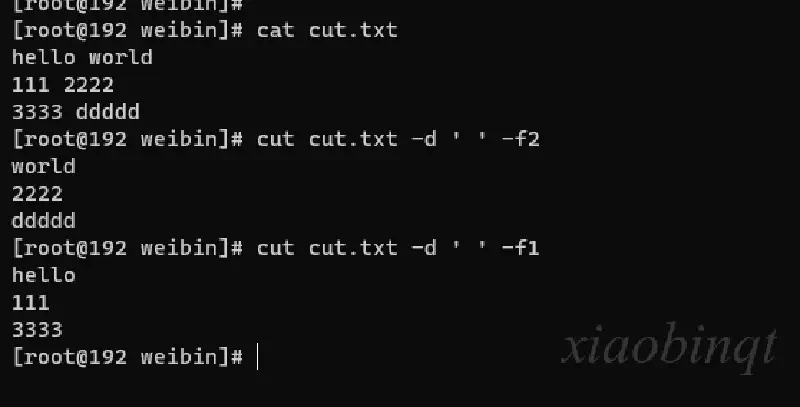 [root@192 weibin]#
[root@192 weibin]# cat cut.txt
hello world
111 2222
3333 ddddd
[root@192 weibin]# cut cut.txt -d ' ' -f2
world
2222
ddddd
[root@192 weibin]# cut cut.txt -d ' ' -f1
hello
111
3333
[root@192 weibin]#
xiaobinqt